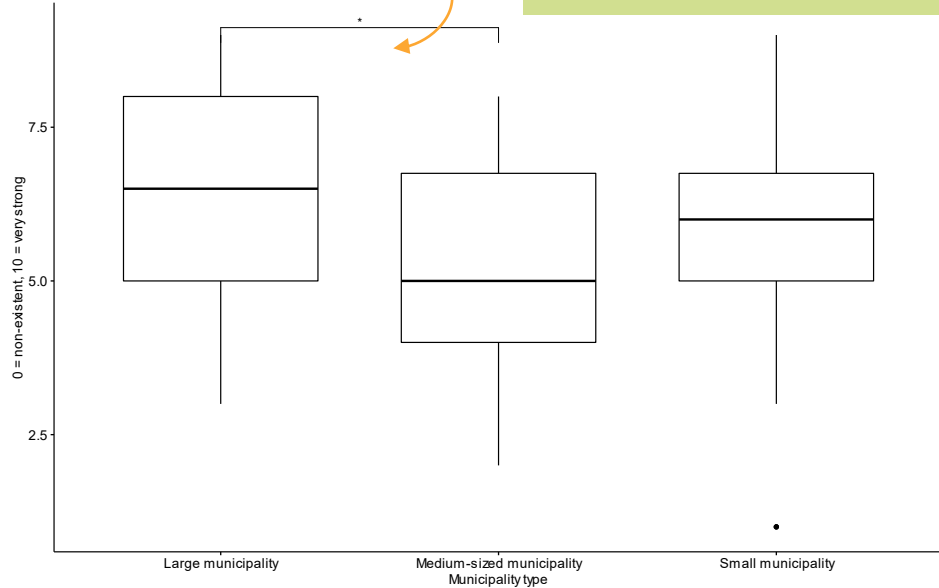 *
7.5
5.0
2.5
0 = non-existent, 10 = very strong
Large municipality
Medium-sized municipality
Small municipality
Municipality type